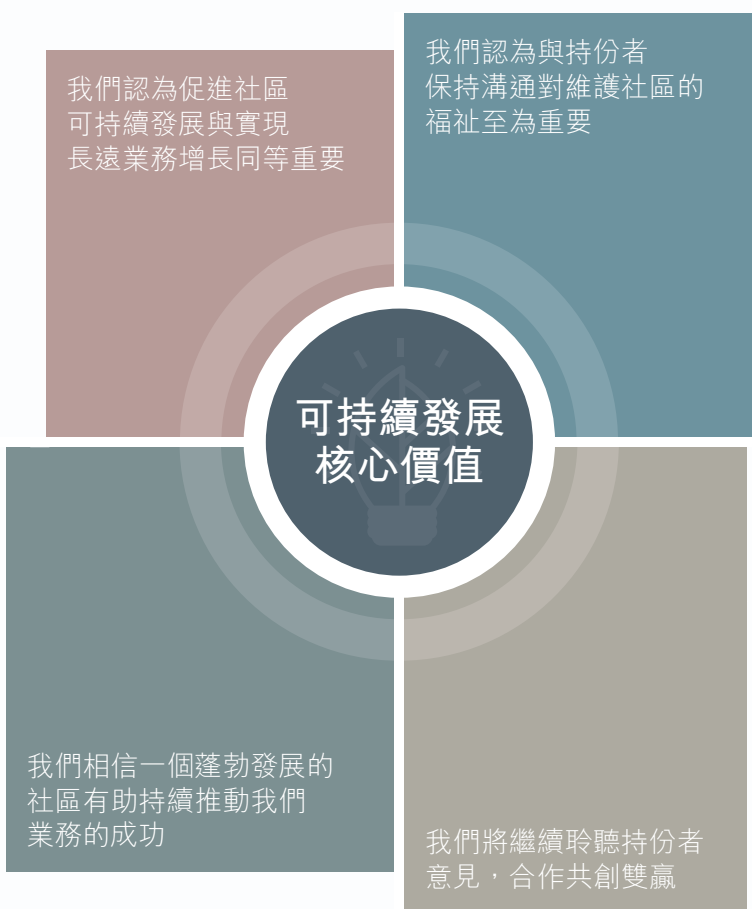 我們認為促進社區
可持續發展與實現
長遠業務增長同等重要
我們認為與持份者
保持溝通對維護社區的
福祉至為重要
可持續發展
核心價值
我們相信一個蓬勃發展的
社區有助持續推動我們
業務的成功
我們將繼續聆聽持份者
意見，合作共創雙贏